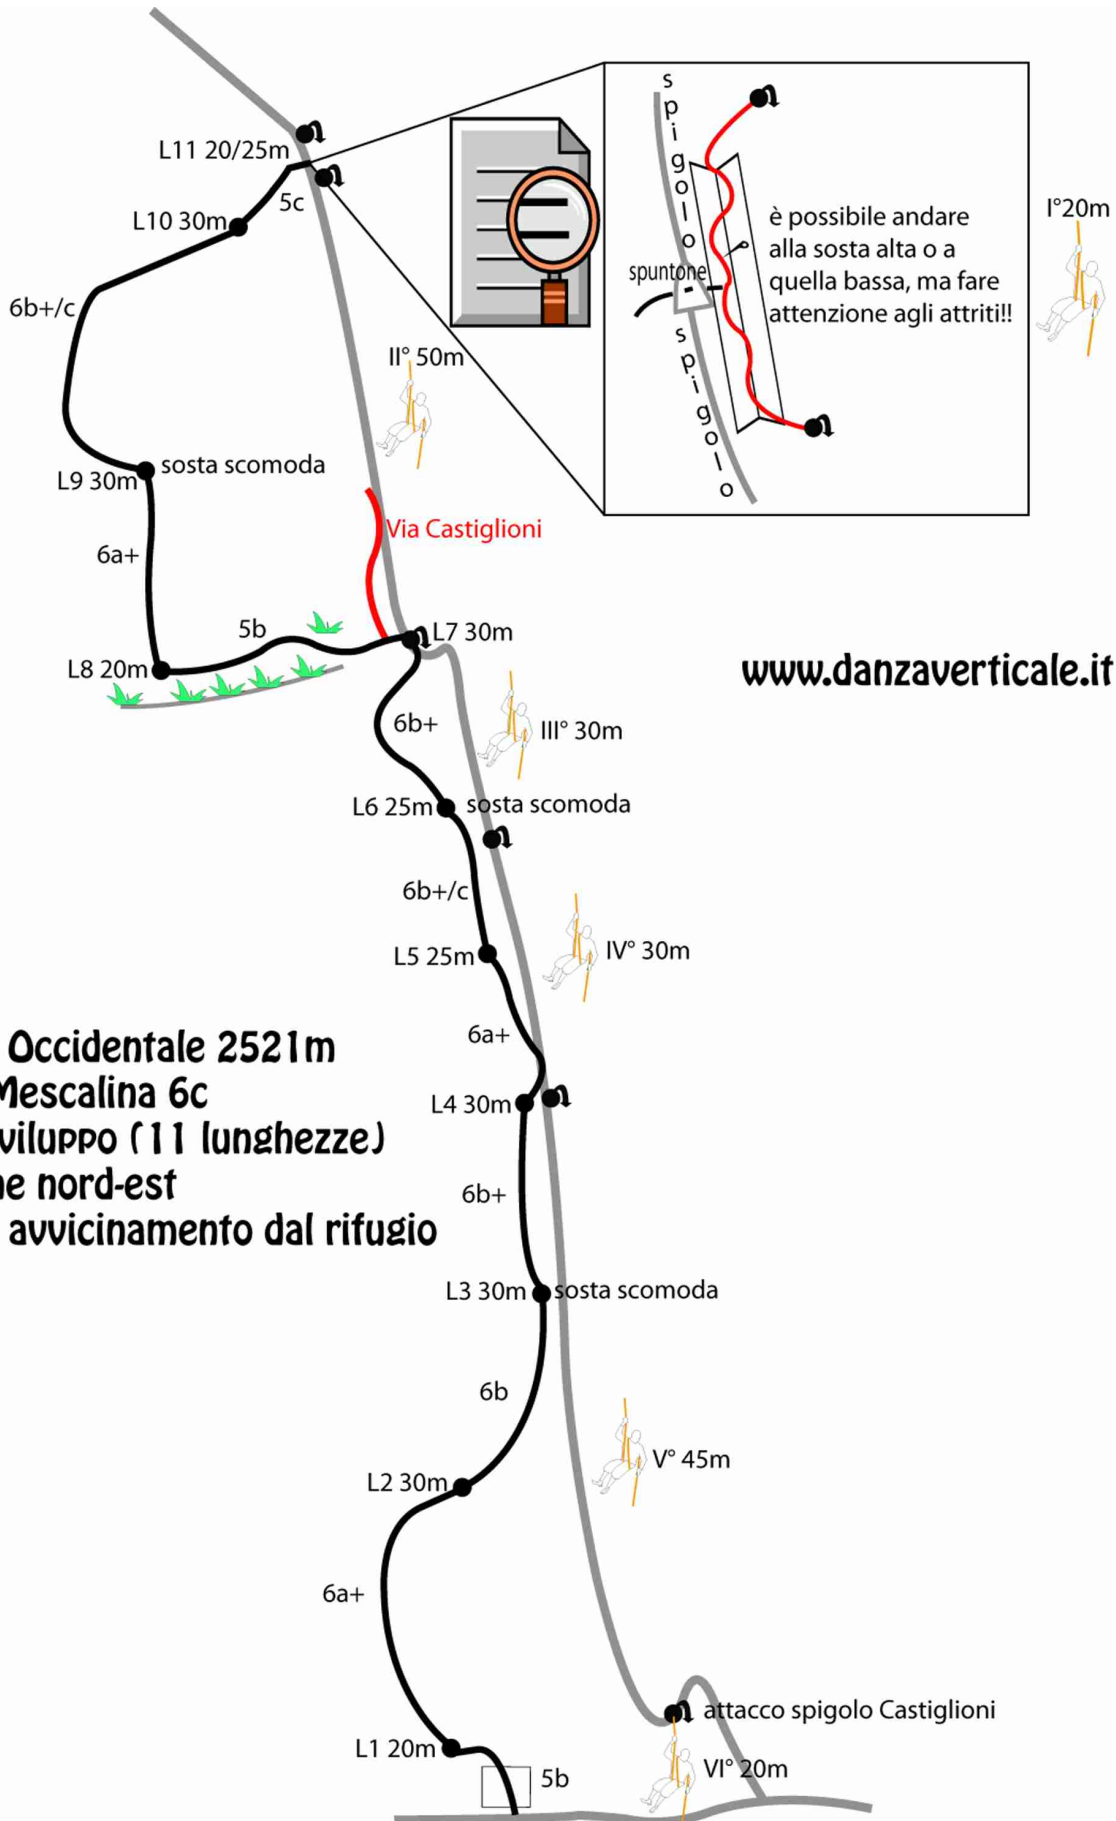 L11 20/25m
5c
L10 30m
6b+/c
spigolo
spuntone
spigolo
è possibile andare
alla sosta alta o a
quella bassa, ma fare
attenzione agli attriti!!
I°20m
II° 50m
L9 30m
sosta scomoda
Via Castiglioni
6a+
5b
L7 30m
L8 20m
www.danzaverticale.it
6b+
III° 30m
L6 25m
sosta scomoda
6b+/c
L5 25m
IV° 30m
6a+
Occidentale 2521m
Mescalina 6c
viluppo (11 lunghezze)
ne nord-est
avvicinamento dal rifugio
L4 30m
6b+
L3 30m
sosta scomoda
6b
L2 30m
V° 45m
6a+
attacco spigolo Castiglioni
L1 20m
5b
VI° 20m